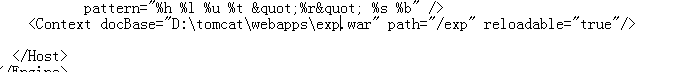 pattern="%h %l %u %t &quot;%r&quot; %s %b" />
<Context docBase="D:\tomcat\webapps\exp.war" path="/exp" reloadable="true"/>
</Host>
</Engine>